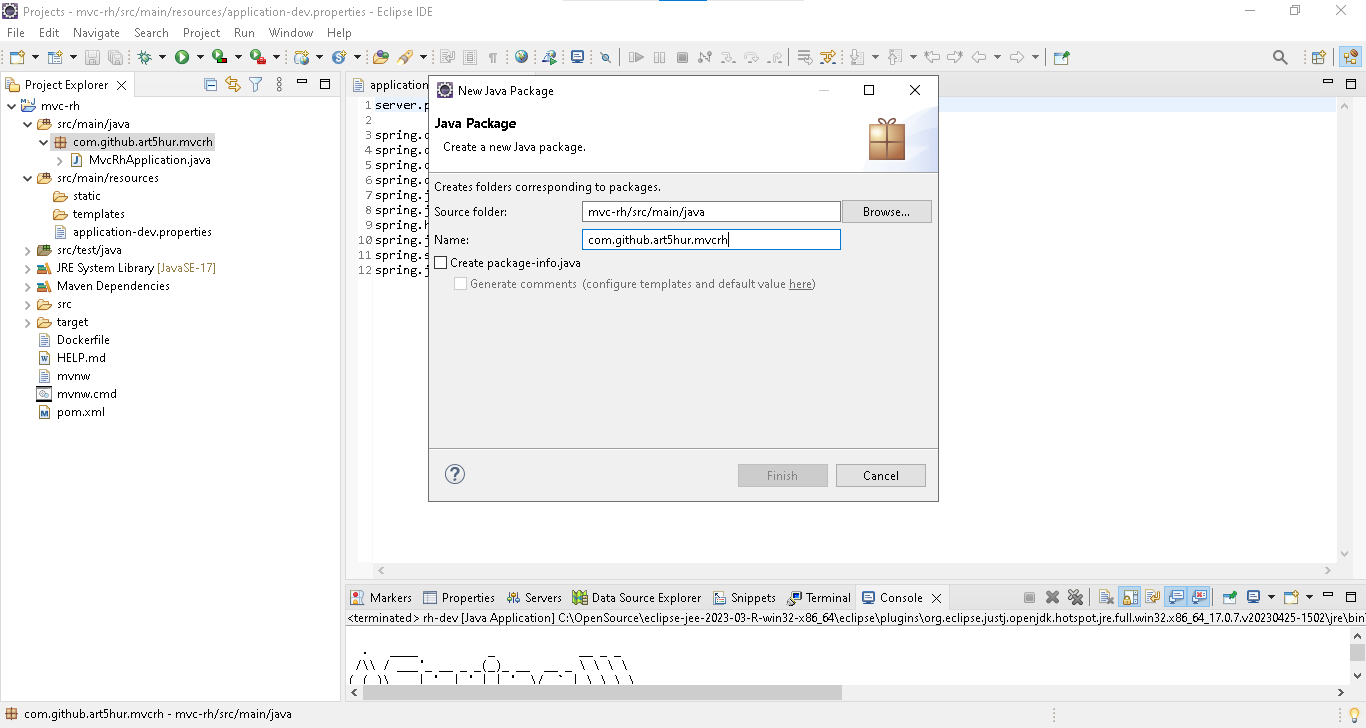 Projects - mvc-rh/src/main/resources/application-dev.properties - Eclipse IDE
File Edit Navigate Search Project Run Window Help
Project Explorer
mvc-rh
src/main/java
com.github.art5hur.mvcrh
MvcRhApplication.java
src/main/resources
static
templates
application-dev.properties
src/test/java
JRE System Library [JavaSE-17]
Maven Dependencies
src
target
Dockerfile
HELP.md
mvnw
mvnw.cmd
pom.xml
application
1 server.p
2
3 spring.d
4 spring.d
5 spring.d
6 spring.d
7 spring.j
8 spring.j
9 spring.h
10 spring.j
11 spring.s
12 spring.j
New Java Package
Java Package
Create a new Java package.
Creates folders corresponding to packages.
Source folder: mvc-rh/src/main/java Browse...
Name: com.github.art5hur.mvcrh
Create package-info.java
Generate comments (configure templates and default value here)
? Finish Cancel
Markers Properties Servers Data Source Explorer Snippets Terminal Console
<terminated> rh-dev [Java Application] C:\OpenSource\eclipse-jee-2023-03-R-win32-x86_64\eclipse\plugins\org.eclipse.justj.openjdk.hotspot.jre.full.win32.x86_64_17.0.7.v20230425-1502\jre\bin
com.github.art5hur.mvcrh - mvc-rh/src/main/java